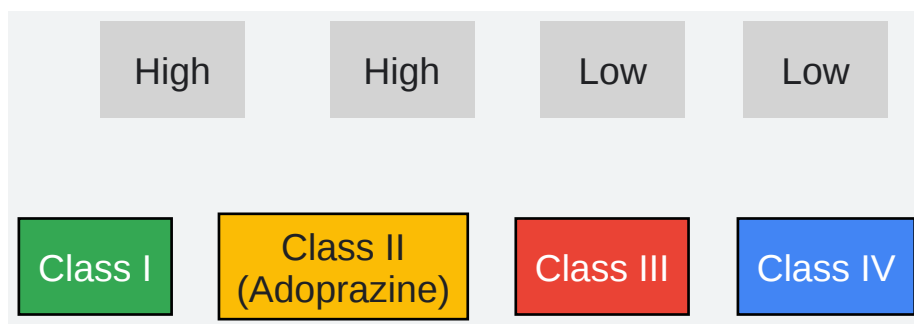 High
High
Low
Low
Class I
Class II
(Adoprazine)
Class III
Class IV